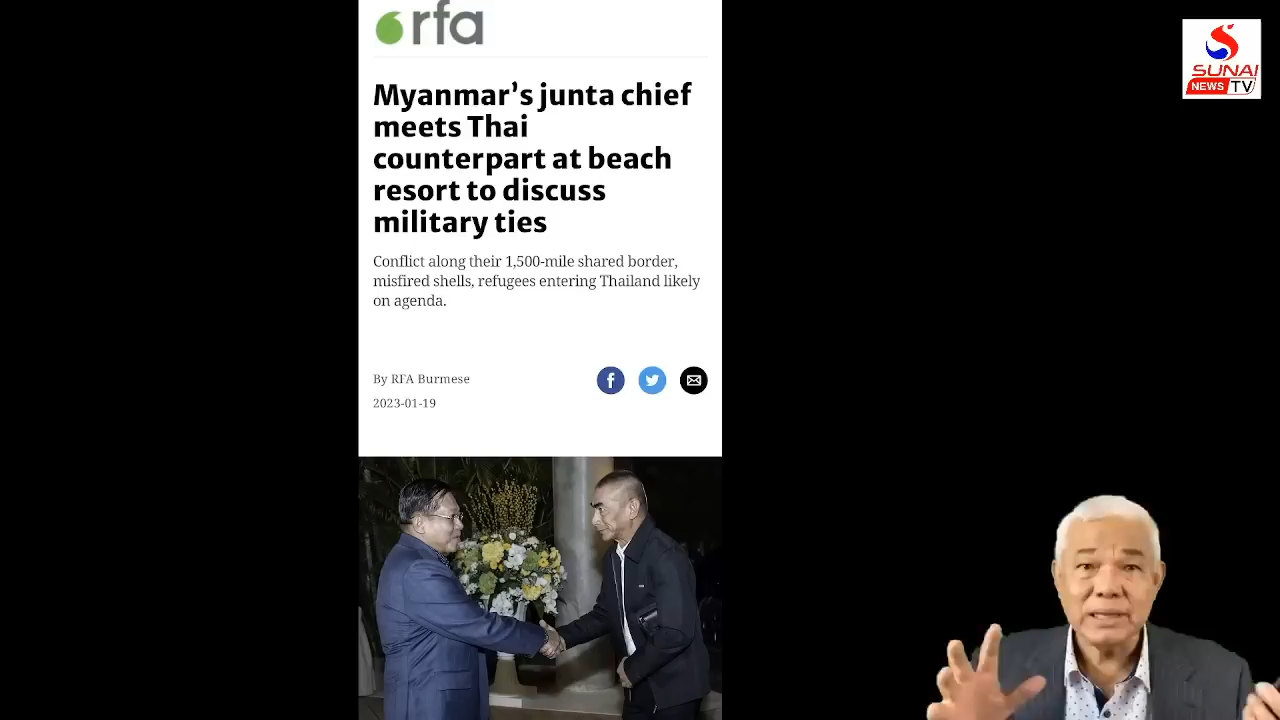 rfa
Myanmar’s junta chief
meets Thai
counterpart at beach
resort to discuss
military ties
Conflict along their 1,500-mile shared border,
misfired shells, refugees entering Thailand likely
on agenda.
By RFA Burmese
2023-01-19
SUNAI
NEWS TV